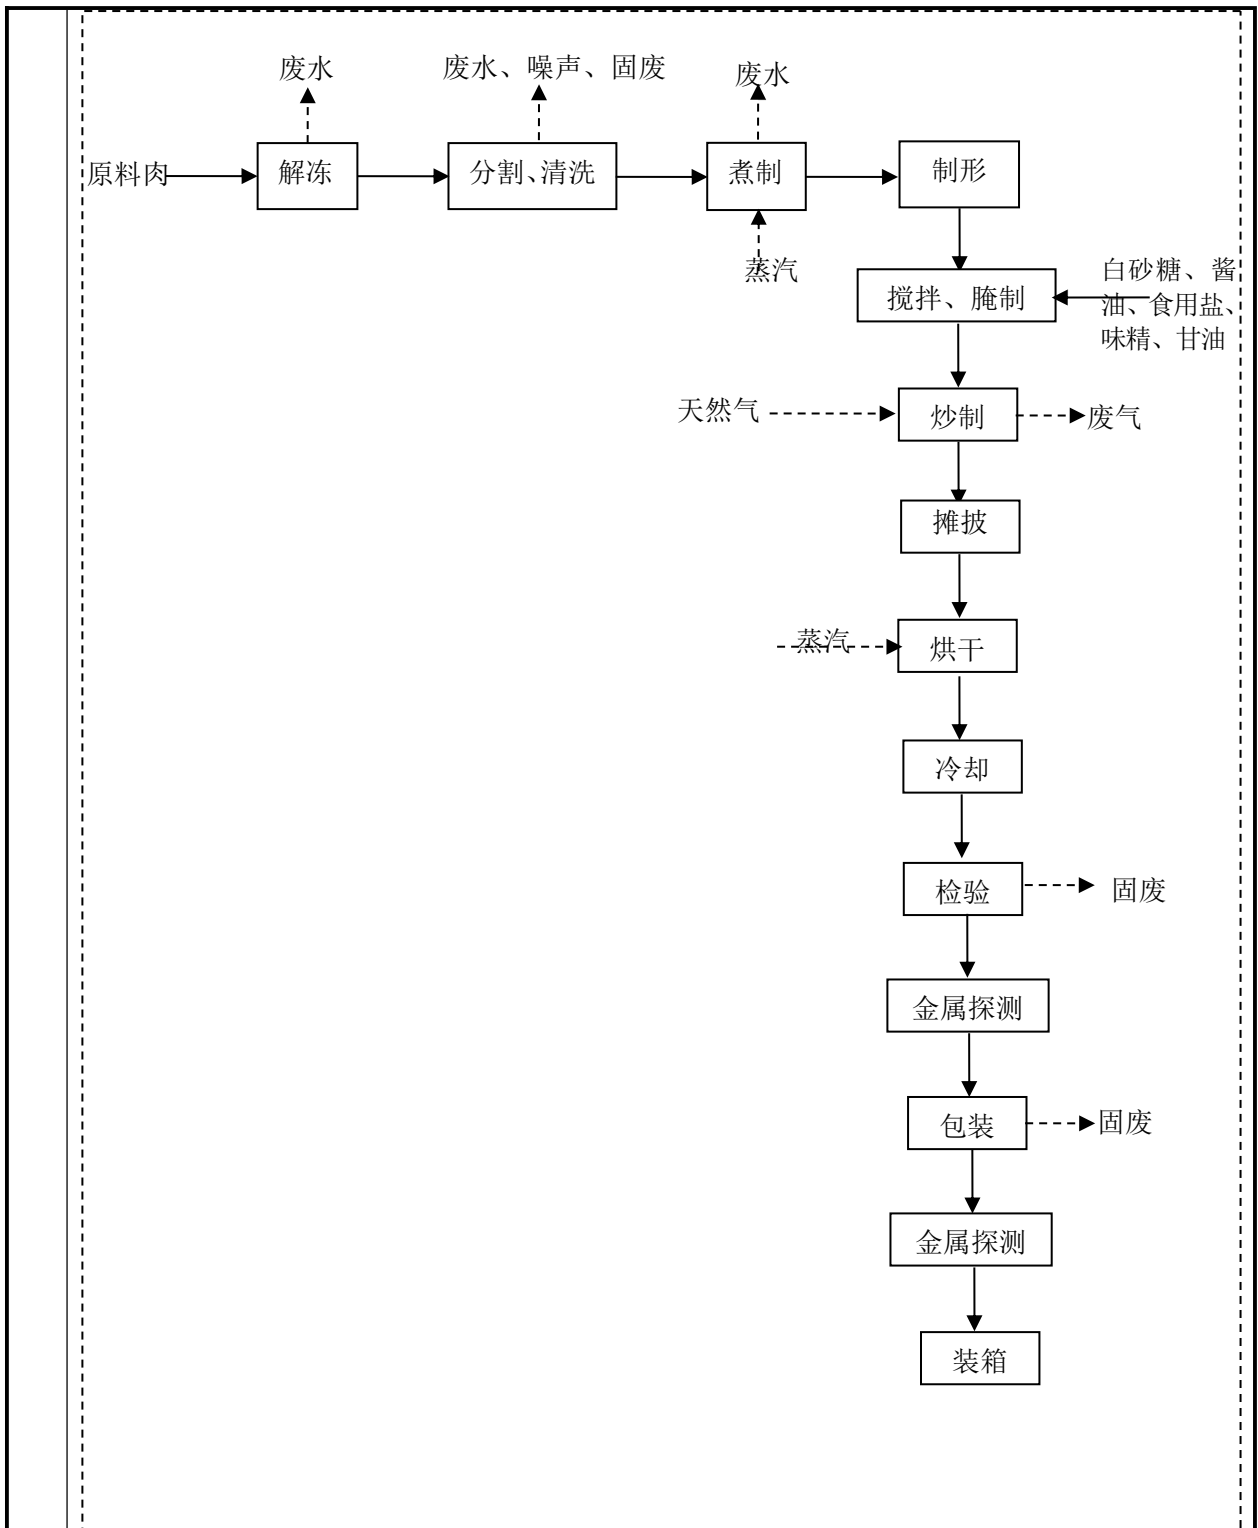 废水
废水、噪声、固废
废水
原料肉
解冻
分割、清洗
煮制
制形
蒸汽
搅拌、腌制
白砂糖、酱
油、食用盐、
味精、甘油
天然气
炒制
废气
摊披
蒸汽
烘干
冷却
检验
固废
金属探测
包装
固废
金属探测
装箱